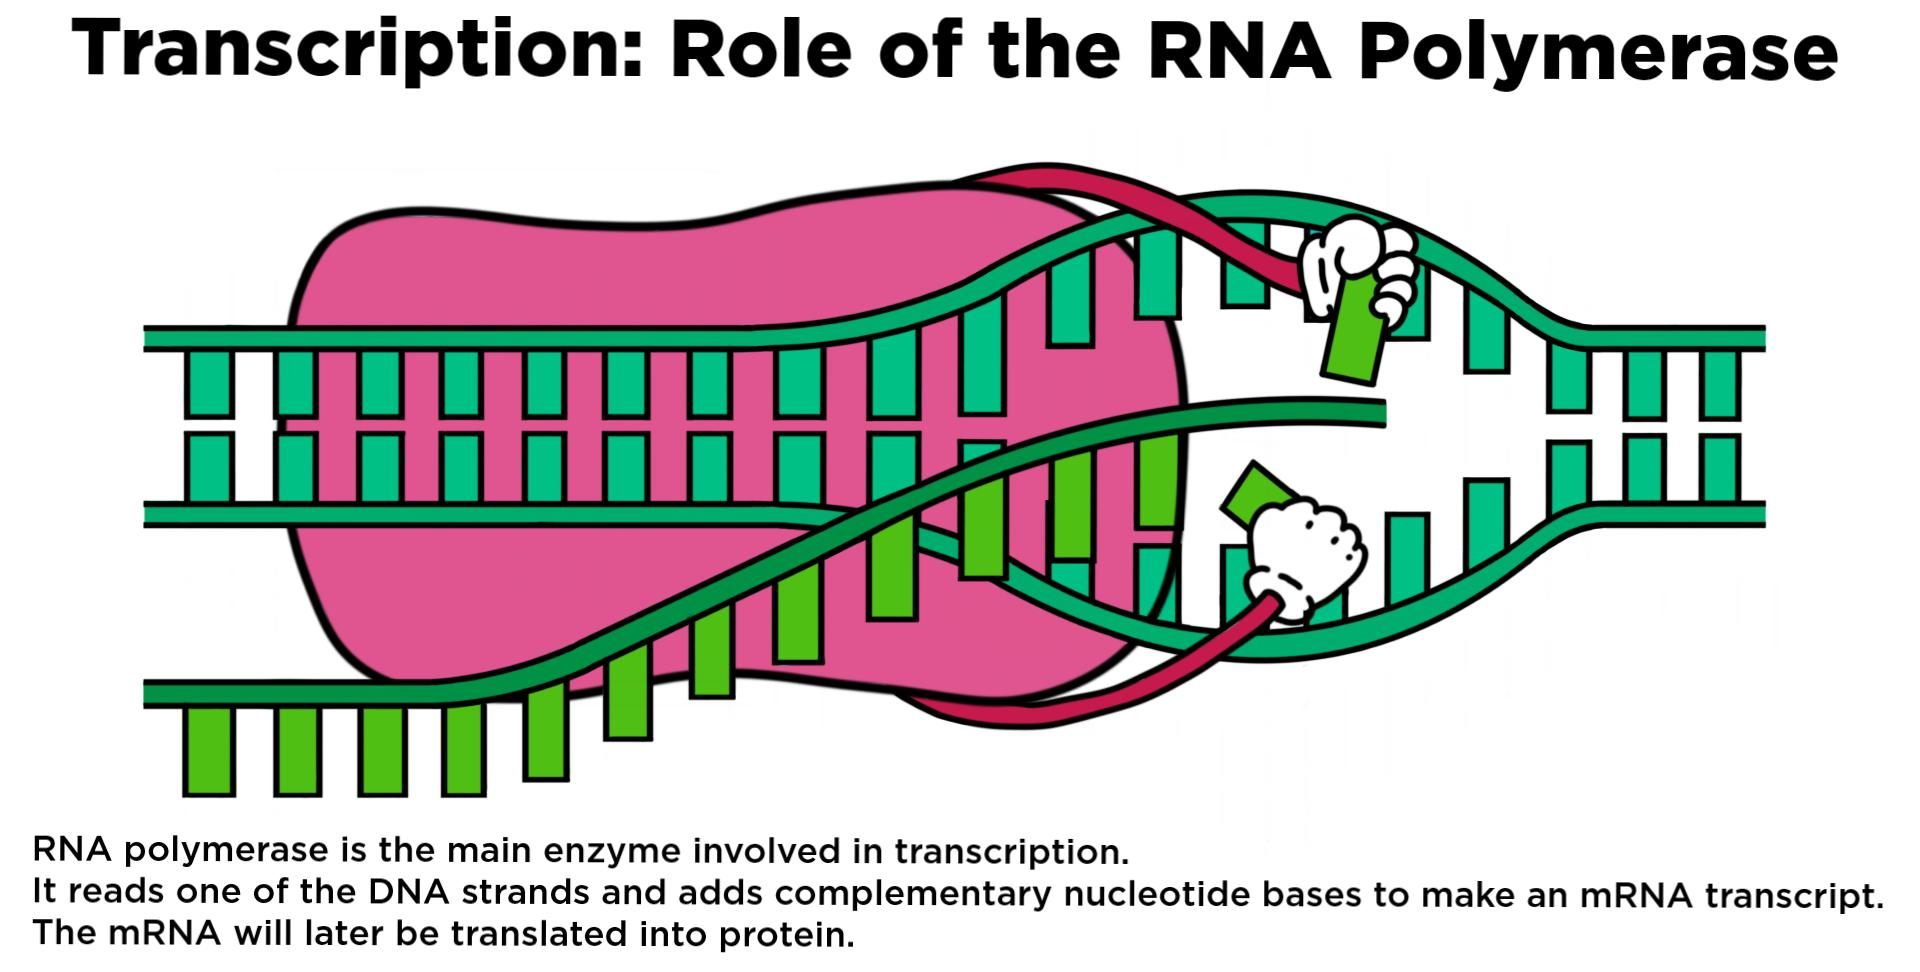 Transcription: Role of the RNA Polymerase
RNA polymerase is the main enzyme involved in transcription.
It reads one of the DNA strands and adds complementary nucleotide bases to make an mRNA transcript.
The mRNA will later be translated into protein.